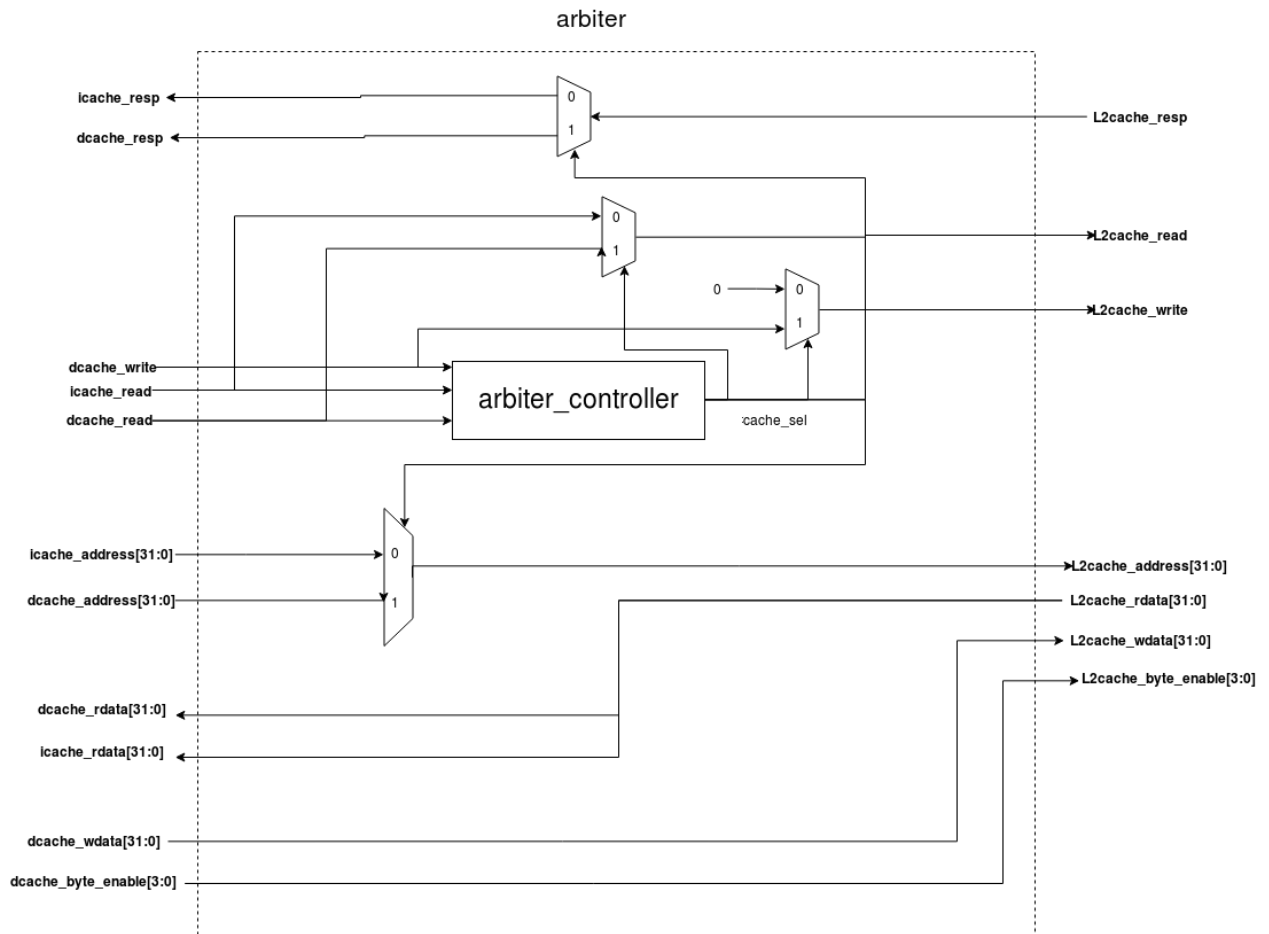 arbiter
icache_resp
0
L2cache_resp
dcache_resp
1
0
L2cache_read
1
0
0
L2cache_write
1
dcache_write
icache_read
arbiter_controller
dcache_read
cache_sel
icache_address[31:0]
0
L2cache_address[31:0]
dcache_address[31:0]
1
L2cache_rdata[31:0]
L2cache_wdata[31:0]
L2cache_byte_enable[3:0]
dcache_rdata[31:0]
icache_rdata[31:0]
dcache_wdata[31:0]
dcache_byte_enable[3:0]